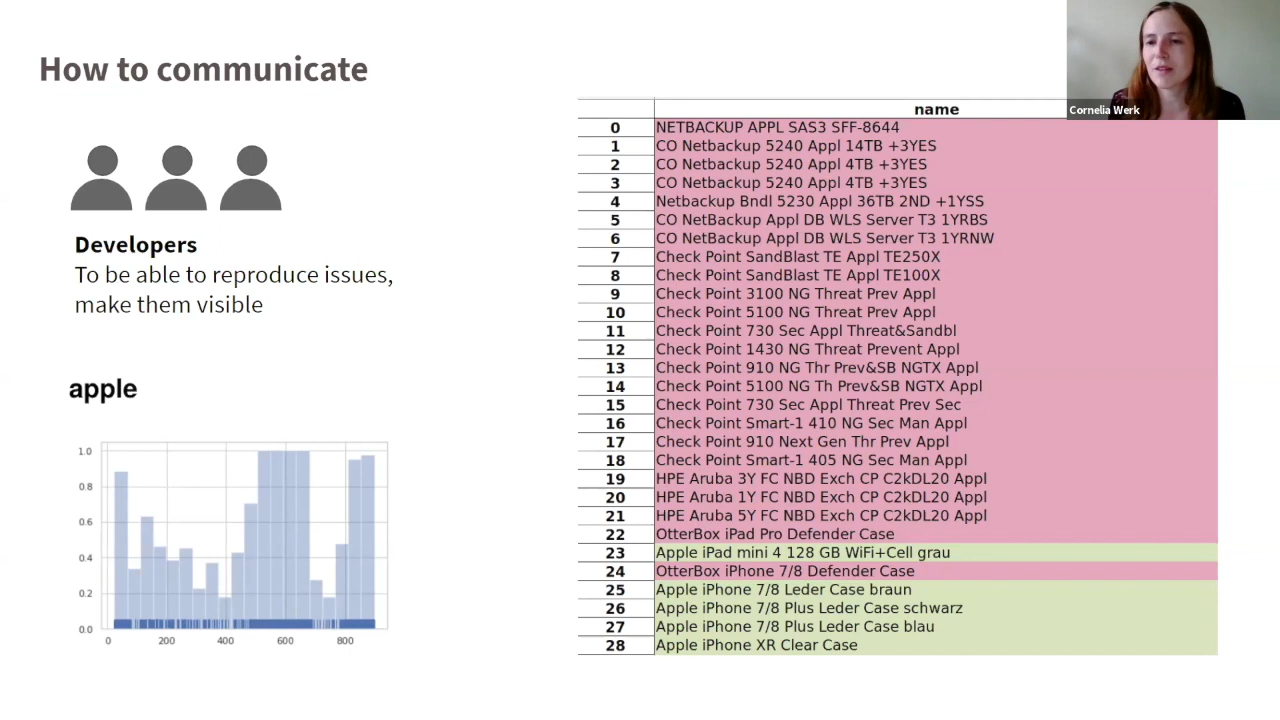 How to communicate
Cornelia Werk
Developers
To be able to reproduce issues,
make them visible
apple
1.0
0.8
0.6
0.4
0.2
0.0
0 200 400 600 800
name
0 NETBACKUP APPL SAS3 SFF-8644
1 CO Netbackup 5240 Appl 14TB +3YES
2 CO Netbackup 5240 Appl 4TB +3YES
3 CO Netbackup 5240 Appl 4TB +3YES
4 Netbackup Bndl 5230 Appl 36TB 2ND +1YSS
5 CO NetBackup Appl DB WLS Server T3 1YRBS
6 CO NetBackup Appl DB WLS Server T3 1YRNW
7 Check Point SandBlast TE Appl TE250X
8 Check Point SandBlast TE Appl TE100X
9 Check Point 3100 NG Threat Prev Appl
10 Check Point 5100 NG Threat Prev Appl
11 Check Point 730 Sec Appl Threat&Sandbl
12 Check Point 1430 NG Threat Prevent Appl
13 Check Point 910 NG Thr Prev&SB NGTX Appl
14 Check Point 5100 NG Th Prev&SB NGTX Appl
15 Check Point 730 Sec Appl Threat Prev Sec
16 Check Point Smart-1 410 NG Sec Man Appl
17 Check Point 910 Next Gen Thr Prev Appl
18 Check Point Smart-1 405 NG Sec Man Appl
19 HPE Aruba 3Y FC NBD Exch CP C2kDL20 Appl
20 HPE Aruba 1Y FC NBD Exch CP C2kDL20 Appl
21 HPE Aruba 5Y FC NBD Exch CP C2kDL20 Appl
22 OtterBox iPad Pro Defender Case
23 Apple iPad mini 4 128 GB WiFi+Cell grau
24 OtterBox iPhone 7/8 Defender Case
25 Apple iPhone 7/8 Leder Case braun
26 Apple iPhone 7/8 Plus Leder Case schwarz
27 Apple iPhone 7/8 Plus Leder Case blau
28 Apple iPhone XR Clear Case